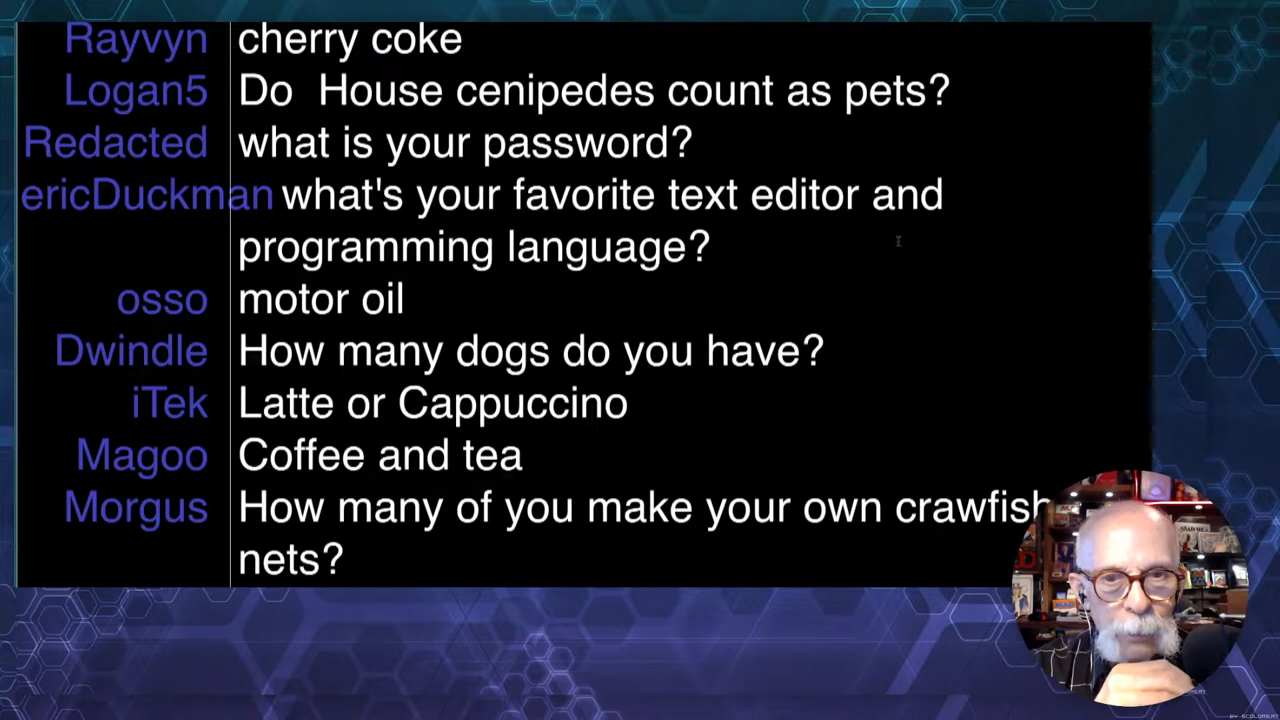 Rayvyn cherry coke
Logan5 Do House cenipedes count as pets?
Redacted what is your password?
ericDuckman what's your favorite text editor and
programming language?
osso motor oil
Dwindle How many dogs do you have?
iTek Latte or Cappuccino
Magoo Coffee and tea
Morgus How many of you make your own crawfish
nets?